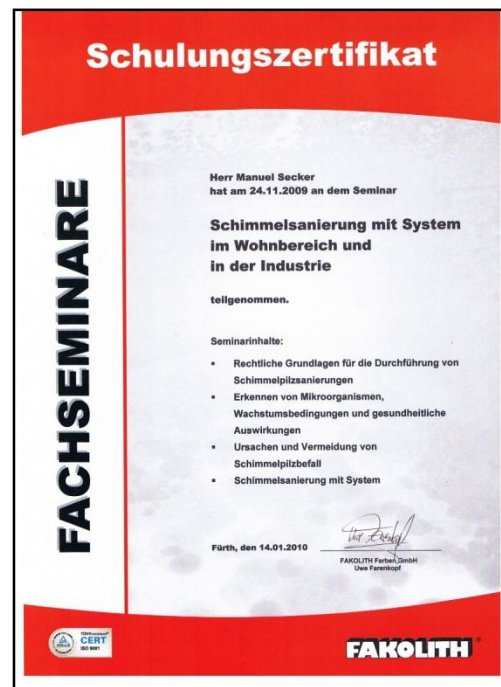 Schulungszertifikat
FACHSEMINARE
Herr Manuel Secker
hat am 24.11.2009 an dem Seminar
Schimmelsanierung mit System
im Wohnbereich und
in der Industrie
teilgenommen.
Seminarinhalte:
▪ Rechtliche Grundlagen für die Durchführung von
Schimmelpilzsanierungen
▪ Erkennen von Mikroorganismen,
Wachstumsbedingungen und gesundheitliche
Auswirkungen
▪ Ursachen und Vermeidung von
Schimmelpilzbefall
▪ Schimmelsanierung mit System
Fürth, den 14.01.2010
FAKOLITH Farben GmbH
Uwe Farenkopf
CERT
ISO 9001
FAKOLITH®